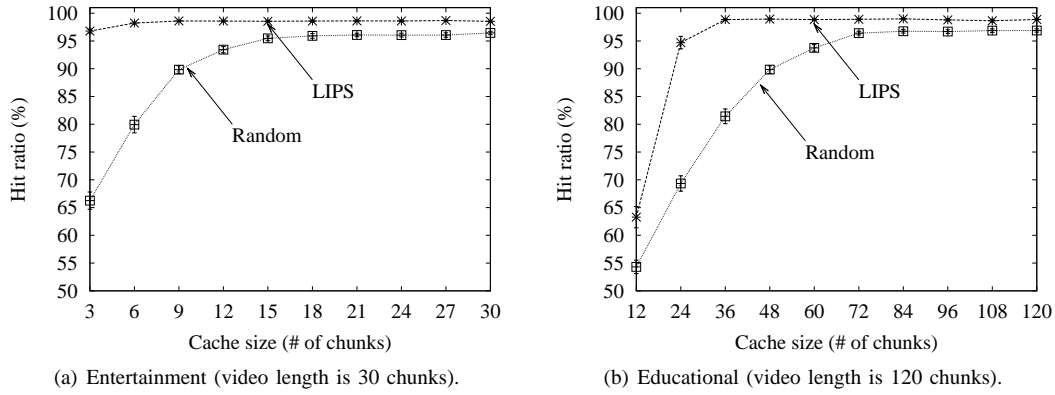 100
95
90
85
80
75
70
65
60
55
50
Hit ratio (%)
LIPS
Random
3 6 9 12 15 18 21 24 27 30
Cache size (# of chunks)
(a) Entertainment (video length is 30 chunks).
100
95
90
85
80
75
70
65
60
55
50
Hit ratio (%)
LIPS
Random
12 24 36 48 60 72 84 96 108 120
Cache size (# of chunks)
(b) Educational (video length is 120 chunks).